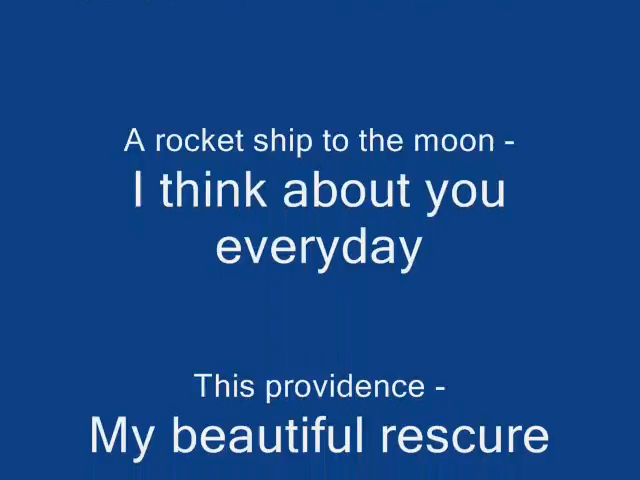 A rocket ship to the moon -
I think about you
everyday
This providence -
My beautiful rescure